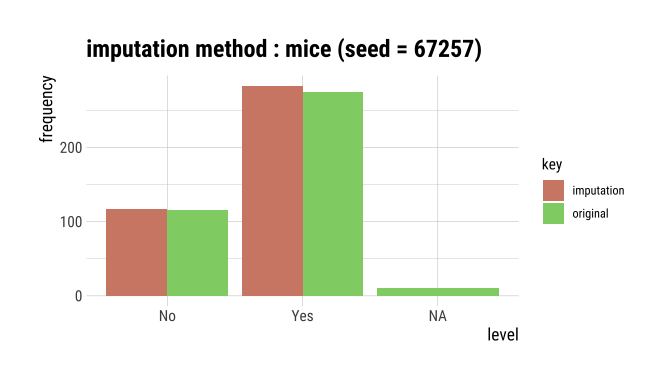 imputation method : mice (seed = 67257)
frequency
200
100
0
No
Yes
NA
level
key
imputation
original